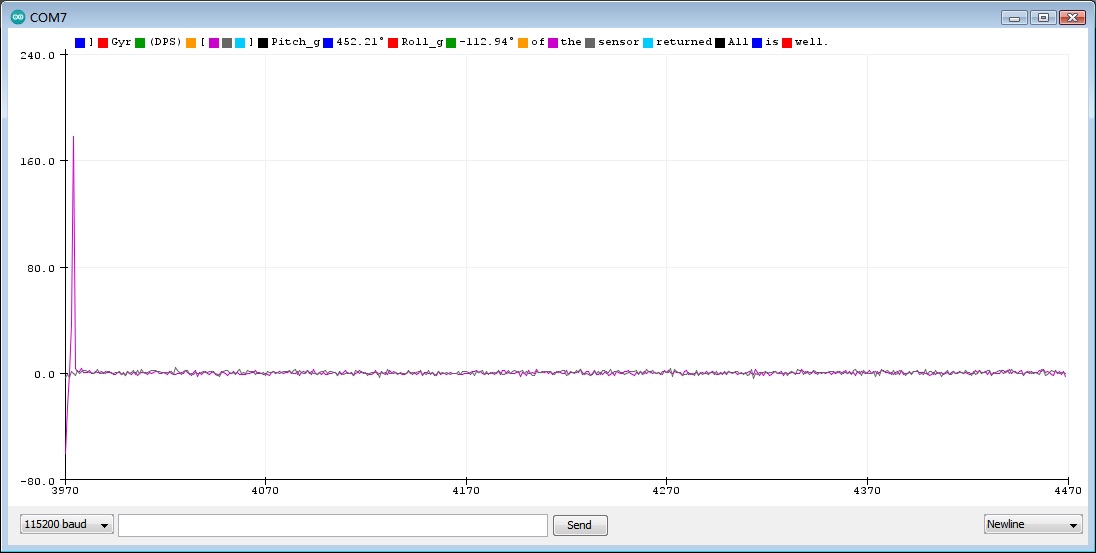 COM7
] Gyr (DPS) [ ] Pitch_g 452.21° Roll_g -112.94° of the sensor returned All is well.
240.0
160.0
80.0
0.0
-80.0
3970 4070 4170 4270 4370 4470
115200 baud Send Newline